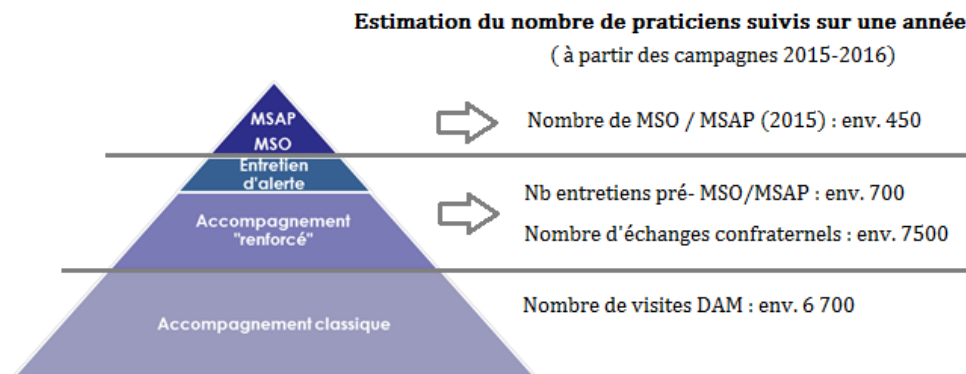 Estimation du nombre de praticiens suivis sur une année
( à partir des campagnes 2015-2016)
MSAP
MSO
Nombre de MSO / MSAP (2015) : env. 450
Entretien
d'alerte
Nb entretiens pré- MSO/MSAP : env. 700
Accompagnement
"renforcé"
Nombre d'échanges confraternels : env. 7500
Accompagnement classique
Nombre de visites DAM : env. 6 700